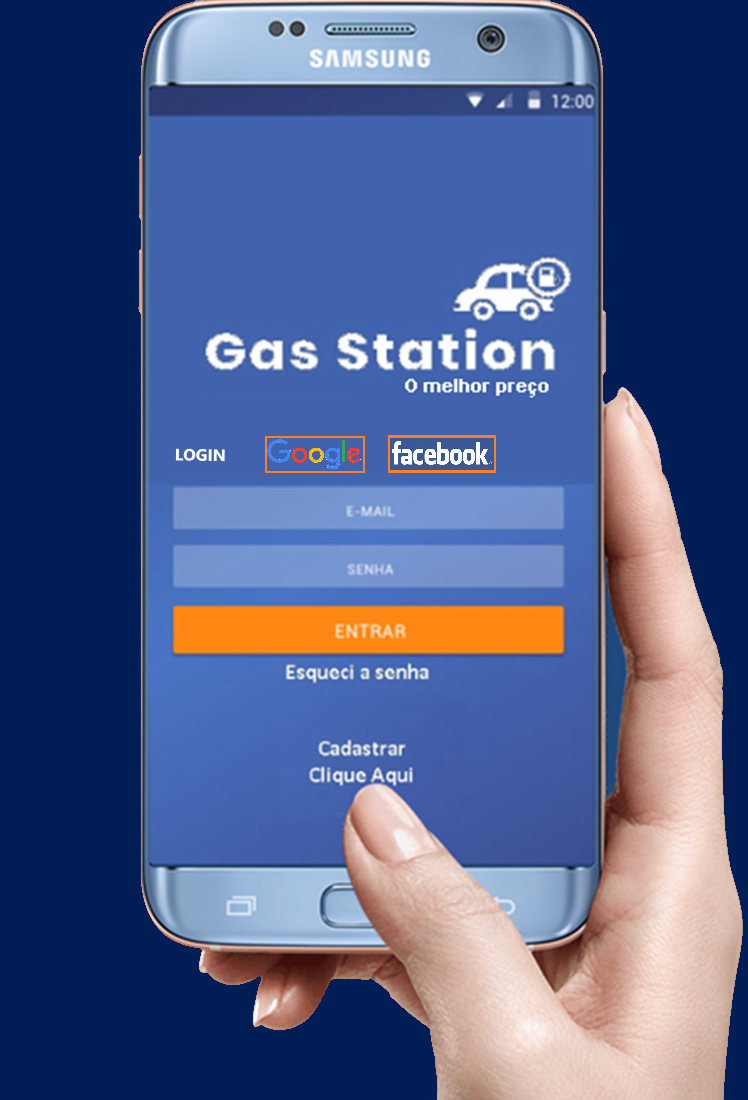 SAMSUNG
12:00
Gas Station
O melhor preço
LOGIN Google facebook.
E-MAIL
SENHA
ENTRAR
Esqueci a senha
Cadastrar
Clique Aqui